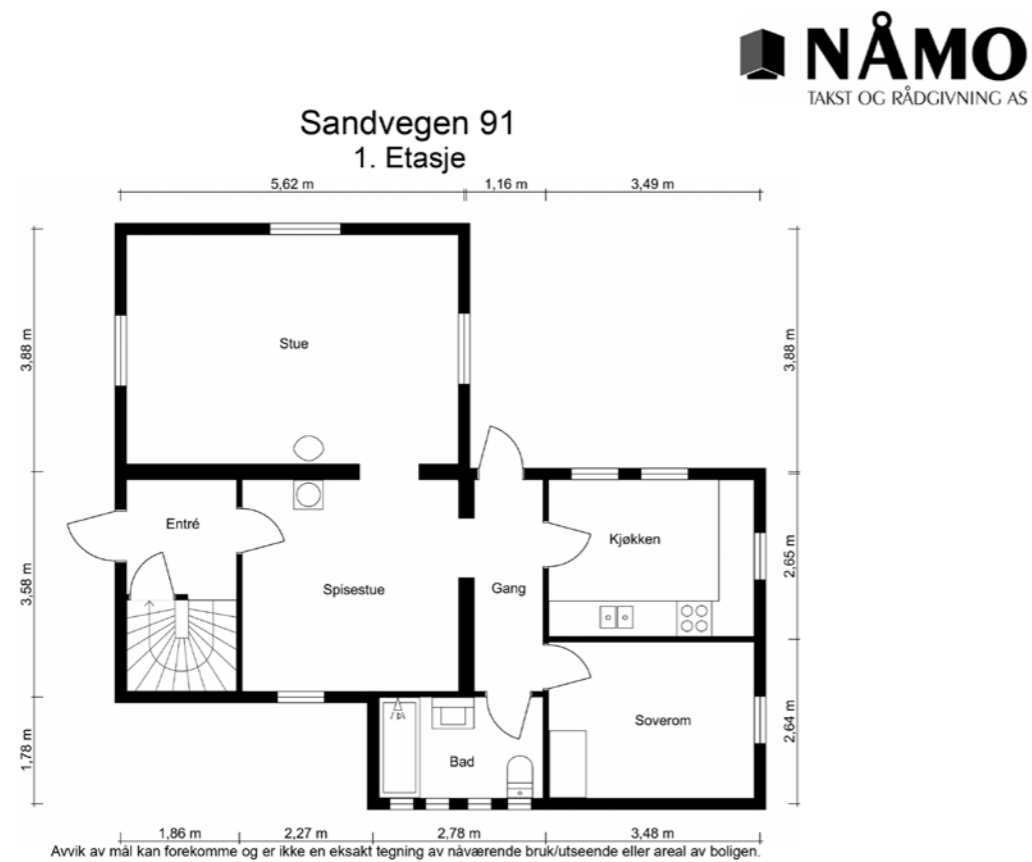 NÅMO
TAKST OG RÅDGIVNING AS
Sandvegen 91
1. Etasje
5,62 m 1,16 m 3,49 m
3,88 m
3,88 m
Stue
Entré
Kjøkken
3,58 m
2,65 m
Spisestue
Gang
Soverom
1,78 m
2,64 m
Bad
1,86 m 2,27 m 2,78 m 3,48 m
Avvik av mål kan forekomme og er ikke en eksakt tegning av nåværende bruk/utseende eller areal av boligen.